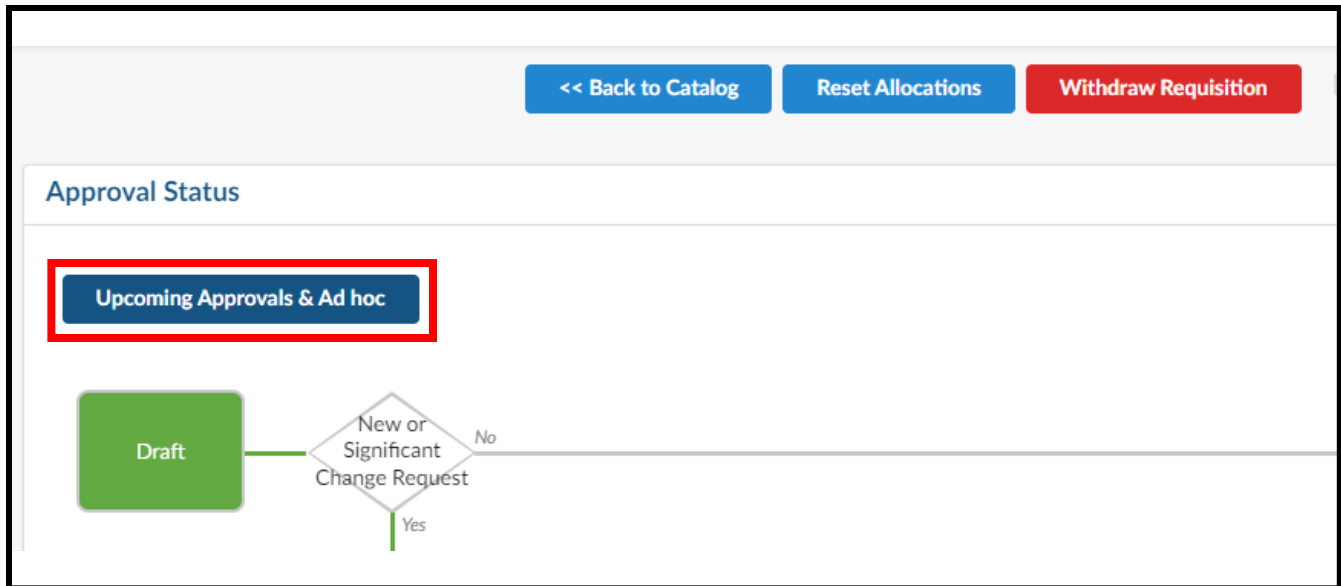 << Back to Catalog
Reset Allocations
Withdraw Requisition
Approval Status
Upcoming Approvals & Ad hoc
Draft
New or
Significant
Change Request
No
Yes